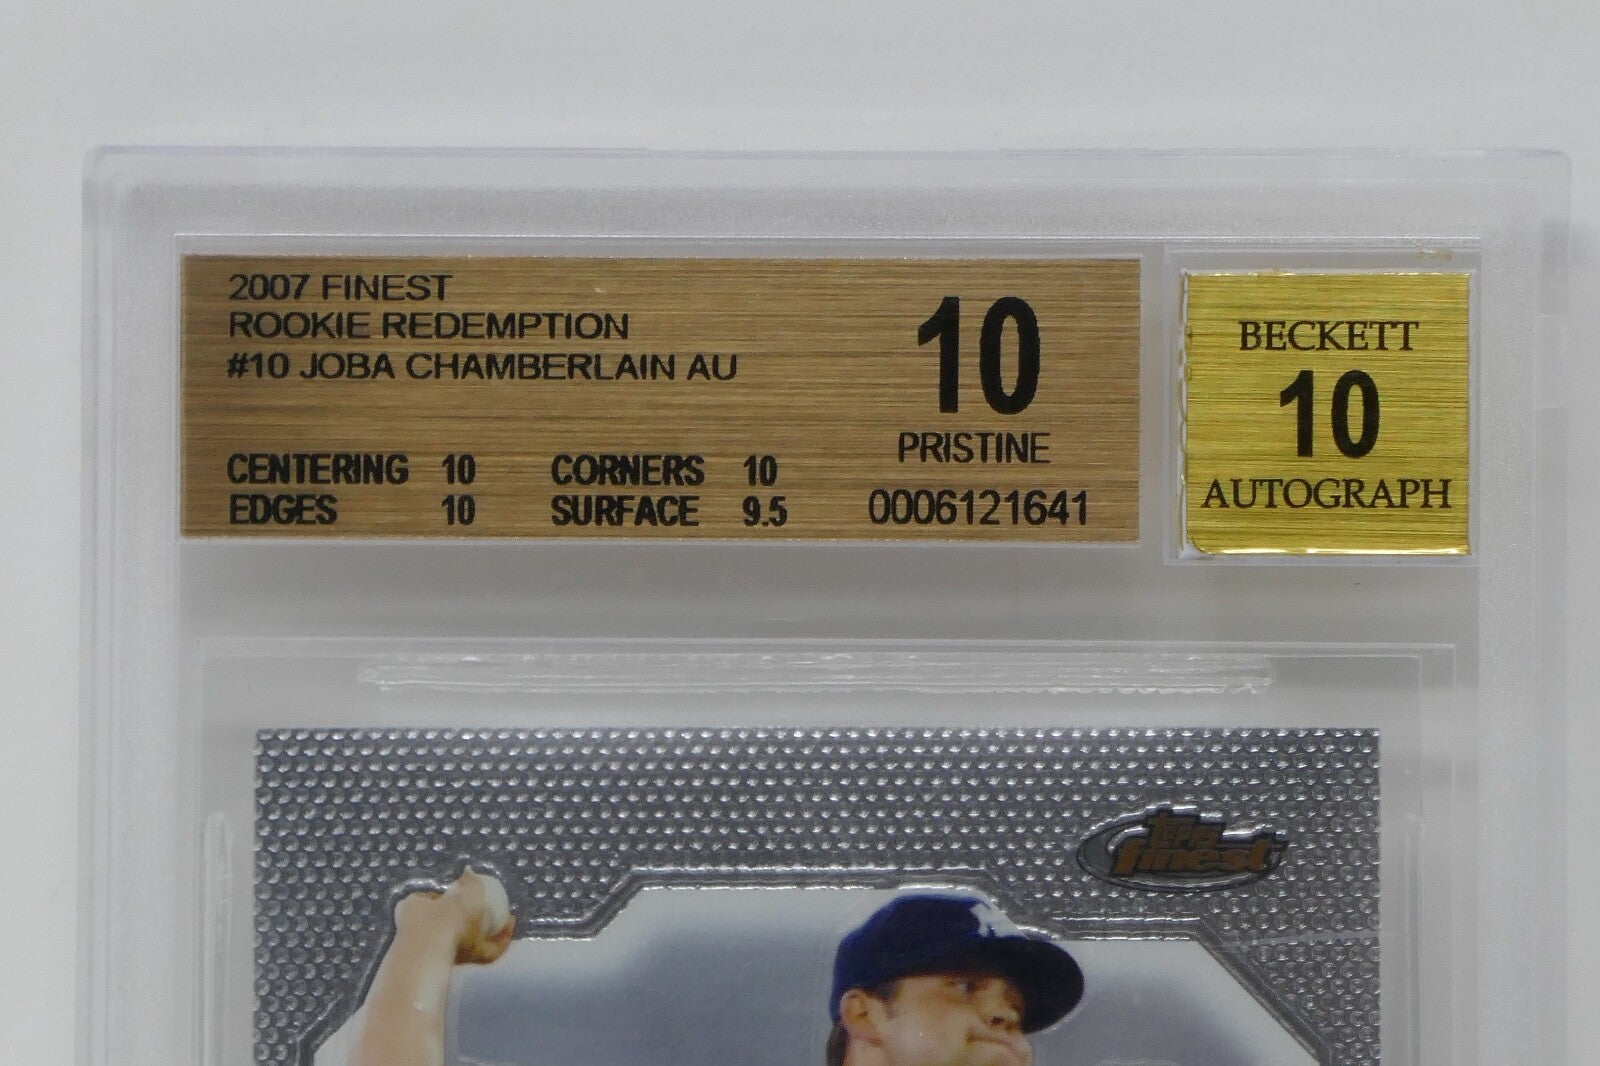 2007 FINEST
ROOKIE REDEMPTION
#10 JOBA CHAMBERLAIN AU
CENTERING 10 CORNERS 10
EDGES 10 SURFACE 9.5
10
PRISTINE
0006121641
BECKETT
10
AUTOGRAPH
finest